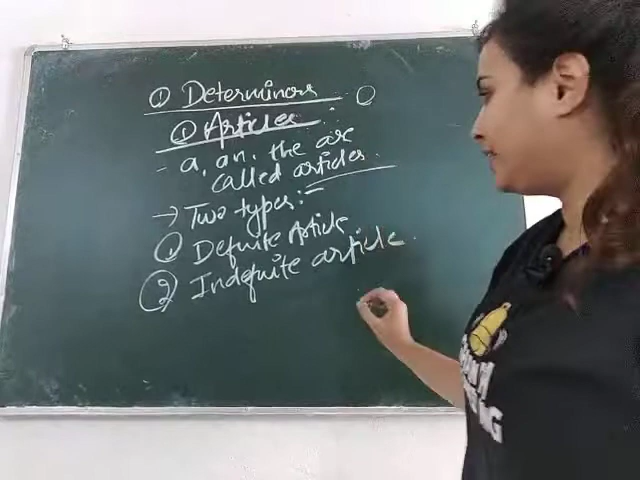 ① Determiners
① Articles :
- a, an, the are
called articles.
→ Two types:-
① Definite Article
② Indefinite article.